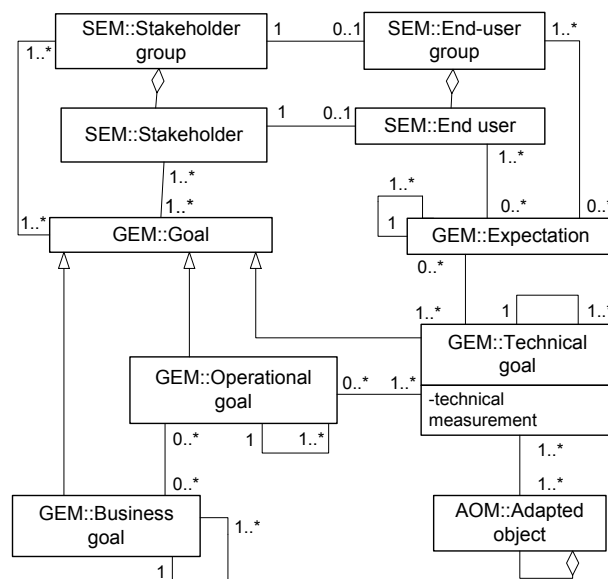 SEM::Stakeholder
group
1
0..1
SEM::End-user
group
1..*
1..*
SEM::Stakeholder
1
0..1
SEM::End user
1..*
1..*
1..*
1..*
1..*
1
0..*
0..*
GEM::Goal
GEM::Expectation
0..*
1..*
1
1..*
GEM::Technical
goal
-technical
measurement
GEM::Operational
goal
0..*
1..*
0..*
1
1..*
1..*
0..*
1..*
GEM::Business
goal
1..*
1
AOM::Adapted
object